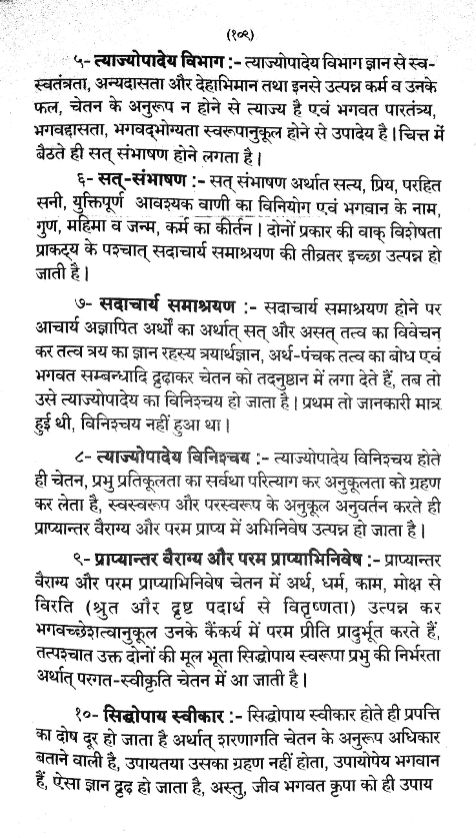 (१०९)
५- त्याज्योपादेय विभाग :- त्याज्योपादेय विभाग ज्ञान से स्व-
स्वतंत्रता, अन्यदासता और देहाभिमान तथा इनसे उत्पन्न कर्म व उनके
फल, चेतन के अनुरूप न होने से त्याज्य है एवं भगवत पारतंत्र्य,
भगवद्दासता, भगवद्भोग्यता स्वरूपानुकूल होने से उपादेय है। चित्त में
बैठते ही सत् संभाषण होने लगता है।
६- सत्-संभाषण :- सत् संभाषण अर्थात सत्य, प्रिय, परहित
सनी, युक्तिपूर्ण आवश्यक वाणी का विनियोग एवं भगवान के नाम,
गुण, महिमा व जन्म, कर्म का कीर्तन। दोनों प्रकार की वाक् विशेषता
प्राकट्य के पश्चात् सदाचार्य समाश्रयण की तीव्रतर इच्छा उत्पन्न हो
जाती है।
७- सदाचार्य समाश्रयण :- सदाचार्य समाश्रयण होने पर
आचार्य अज्ञापित अर्थों का अर्थात् सत् और असत् तत्व का विवेचन
कर तत्व त्रय का ज्ञान रहस्य त्रयार्थज्ञान, अर्थ-पंचक तत्व का बोध एवं
भगवत सम्बन्धादि दृढ़ाकर चेतन को तदनुष्ठान में लगा देते हैं, तब तो
उसे त्याज्योपादेय का विनिश्चय हो जाता है। प्रथम तो जानकारी मात्र
हुई थी, विनिश्चय नहीं हुआ था।
८- त्याज्योपादेय विनिश्चय :- त्याज्योपादेय विनिश्चय होते
ही चेतन, प्रभु प्रतिकूलता का सर्वथा परित्याग कर अनुकूलता को ग्रहण
कर लेता है, स्वस्वरूप और परस्वरूप के अनुकूल अनुवर्तन करते ही
प्राप्यान्तर वैराग्य और परम प्राप्य में अभिनिवेष उत्पन्न हो जाता है।
९- प्राप्यान्तर वैराग्य और परम प्राप्याभिनिवेष :- प्राप्यान्तर
वैराग्य और परम प्राप्याभिनिवेष चेतन में अर्थ, धर्म, काम, मोक्ष से
विरति (श्रुत और दृष्ट पदार्थ से वितृष्णता) उत्पन्न कर
भगवच्छेशत्वानुकूल उनके कैंकर्य में परम प्रीति प्रादुर्भूत करते हैं,
तत्पश्चात उक्त दोनों की मूल भूता सिद्धोपाय स्वरूपा प्रभु की निर्भरता
अर्थात् परगत-स्वीकृति चेतन में आ जाती है।
१०- सिद्धोपाय स्वीकार :- सिद्धोपाय स्वीकार होते ही प्रपत्ति
का दोष दूर हो जाता है अर्थात् शरणागति चेतन के अनुरूप अधिकार
बताने वाली है, उपायतया उसका ग्रहण नहीं होता, उपायोपेय भगवान
हैं, ऐसा ज्ञान दृढ़ हो जाता है, अस्तु, जीव भगवत कृपा को ही उपाय